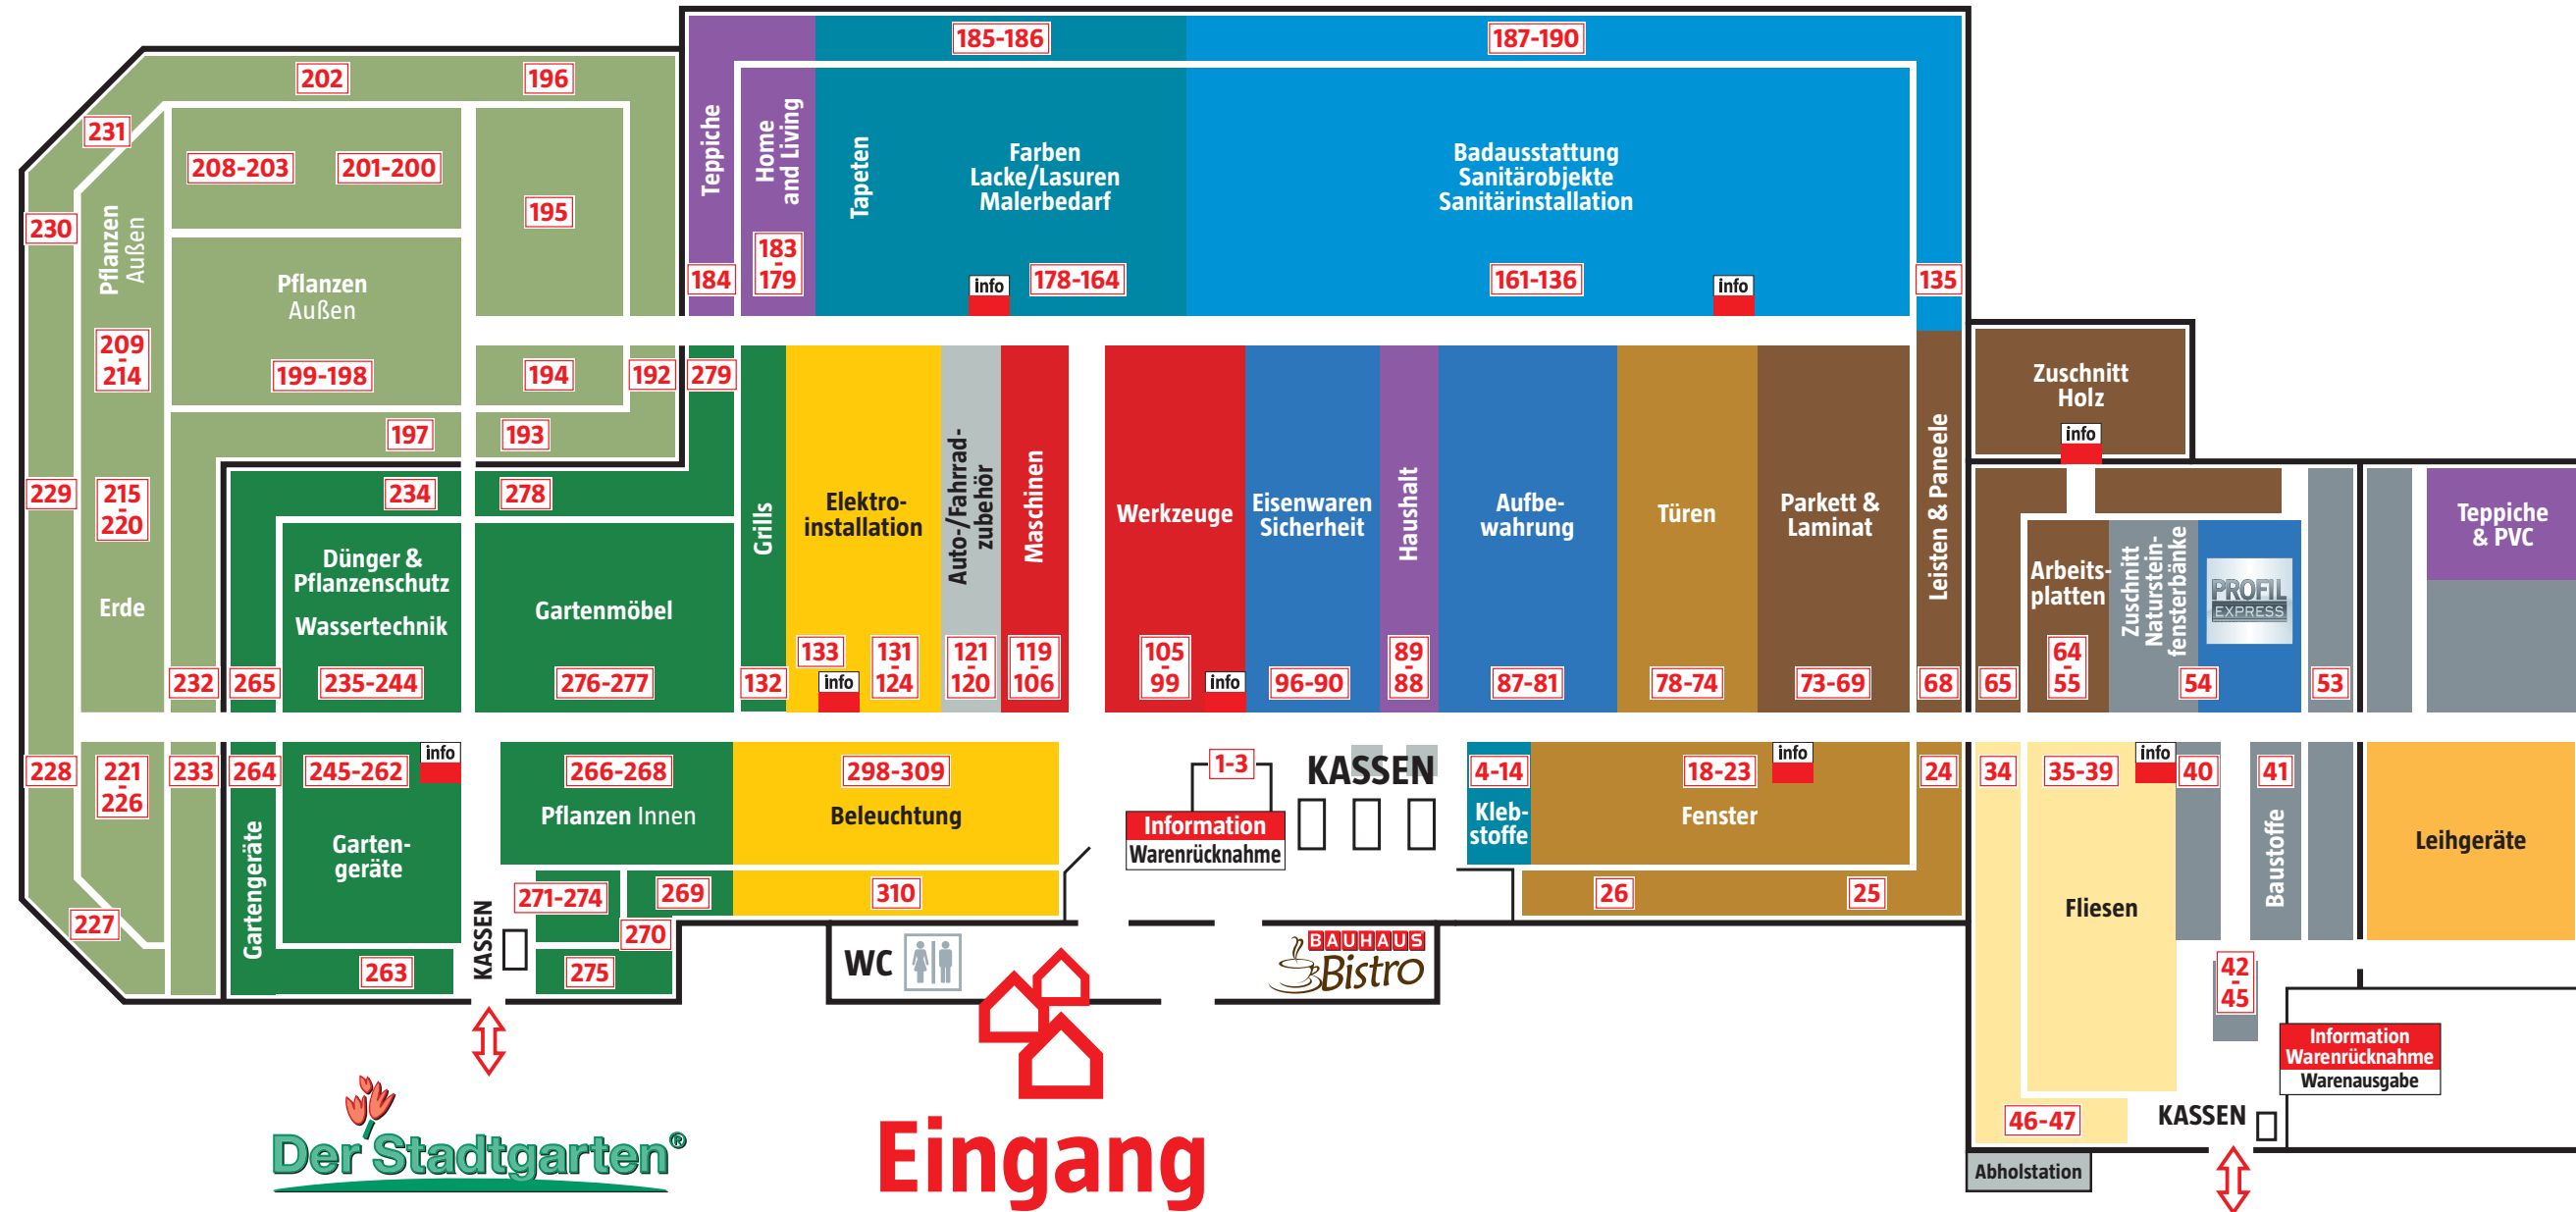 185-186
187-190
202
196
231
208-203
201-200
195
230
Pflanzen
Außen
Pflanzen
Außen
209
-
214
199-198
194
192
279
197
193
229
215
-
220
Erde
232
265
234
278
Dünger &
Pflanzenschutz
Wassertechnik
235-244
Gartenmöbel
276-277
Teppiche
184
Home
and Living
183
-
179
Tapeten
Farben
Lacke/Lasuren
Malerbedarf
info
178-164
Badausstattung
Sanitärobjekte
Sanitärinstallation
161-136
info
135
Grills
132
Elektro-
installation
133
info
131
-
124
Auto-/Fahrrad-
zubehör
121
-
120
Maschinen
119
-
106
Werkzeuge
105
-
99
info
Eisenwaren
Sicherheit
96-90
Haushalt
89
-
88
Aufbe-
wahrung
87-81
Türen
78-74
Parkett &
Laminat
73-69
Leisten & Paneele
68
Zuschnitt
Holz
info
65
Arbeits-
platten
64
-
55
Zuschnitt
Naturstein-
fensterbänke
54
PROFIL
EXPRESS
53
Teppiche
& PVC
228
221
-
226
233
264
227
Gartengeräte
245-262
info
Garten-
geräte
263
KASSEN
266-268
Pflanzen Innen
271-274
269
270
275
298-309
Beleuchtung
310
1-3
Information
Warenrücknahme
KASSEN
4-14
Kleb-
stoffe
18-23
info
Fenster
24
26
25
34
35-39
info
40
41
Fliesen
Baustoffe
42
-
45
46-47
Leihgeräte
Information
Warenrücknahme
Warenausgabe
KASSEN
Abholstation
WC
BAUHAUS
Bistro
Der Stadtgarten®
Eingang